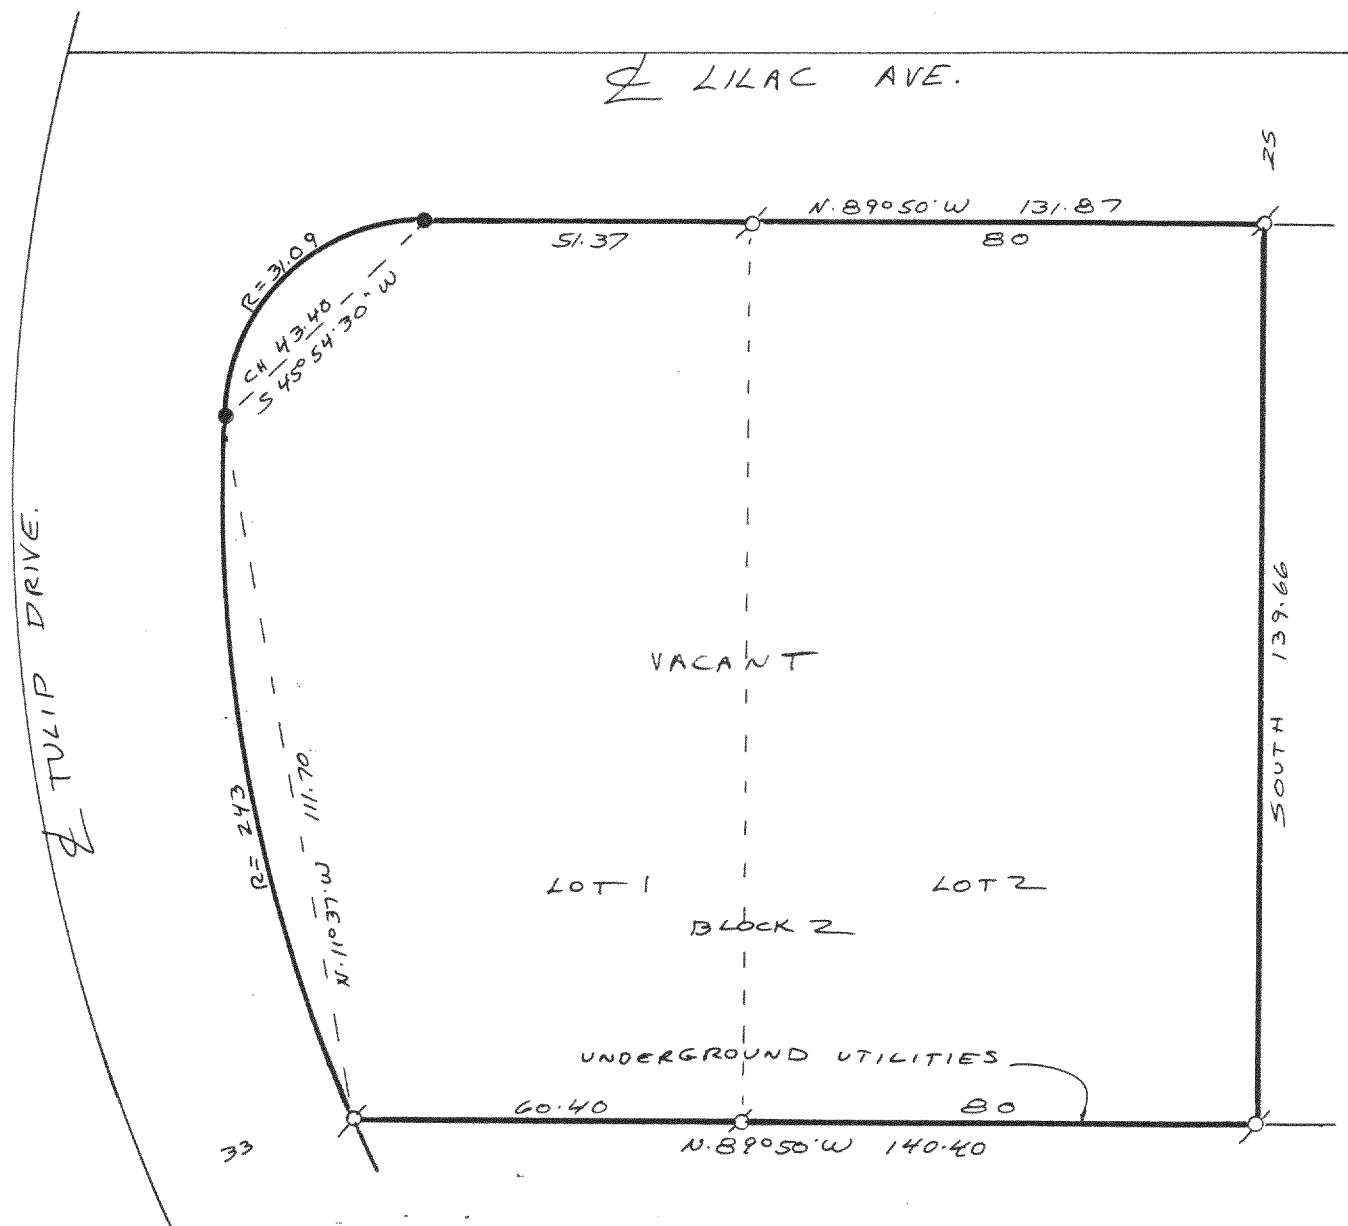 ℄ LILAC AVE.
25
N.89°50'W 131.87
51.37
80
R=31.09
CH 43.40
S 45°54'30"W
℄ TULIP DRIVE.
SOUTH 139.66
VACANT
R= 243
N.11°37'W 111.70
LOT 1
LOT 2
BLOCK 2
UNDERGROUND UTILITIES
60.40
80
33
N.89°50'W 140.40